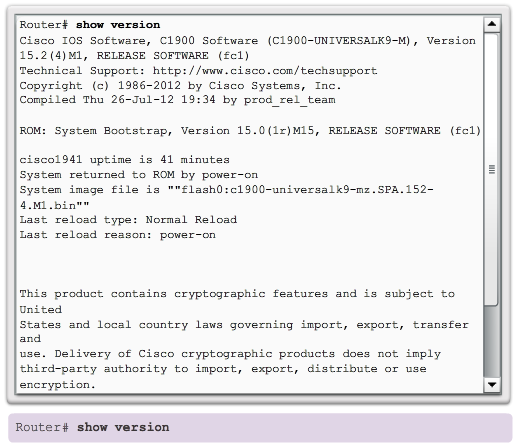 Router# show version
Cisco IOS Software, C1900 Software (C1900-UNIVERSALK9-M), Version
15.2(4)M1, RELEASE SOFTWARE (fc1)
Technical Support: http://www.cisco.com/techsupport
Copyright (c) 1986-2012 by Cisco Systems, Inc.
Compiled Thu 26-Jul-12 19:34 by prod_rel_team
ROM: System Bootstrap, Version 15.0(1r)M15, RELEASE SOFTWARE (fc1)
cisco1941 uptime is 41 minutes
System returned to ROM by power-on
System image file is ""flash0:c1900-universalk9-mz.SPA.152-
4.M1.bin""
Last reload type: Normal Reload
Last reload reason: power-on
This product contains cryptographic features and is subject to
United
States and local country laws governing import, export, transfer
and
use. Delivery of Cisco cryptographic products does not imply
third-party authority to import, export, distribute or use
encryption.
Router# show version